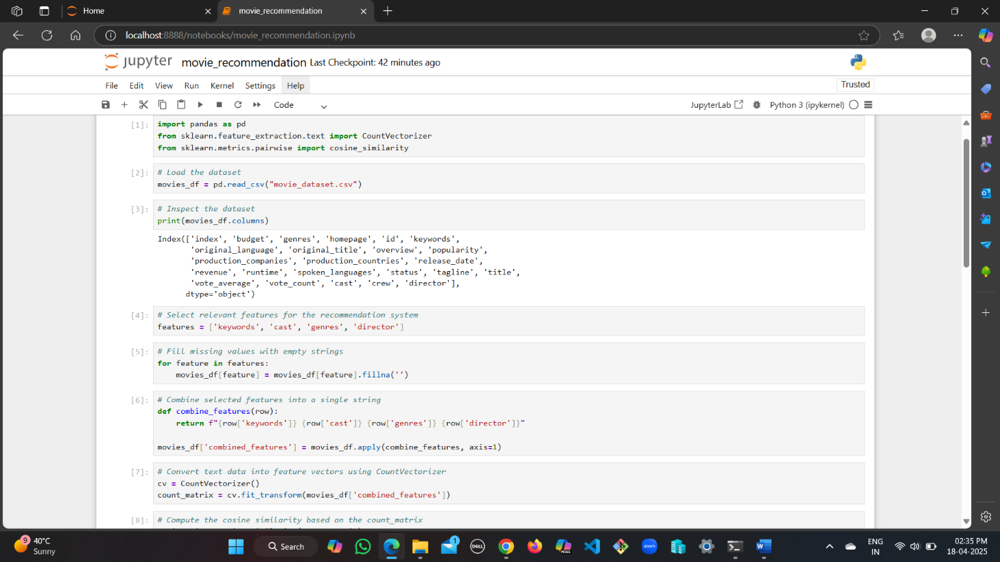 Home
movie_recommendation
localhost:8888/notebooks/movie_recommendation.ipynb
jupyter movie_recommendation Last Checkpoint: 42 minutes ago
File Edit View Run Kernel Settings Help
Trusted
Code
JupyterLab
Python 3 (ipykernel)
[1]: import pandas as pd
from sklearn.feature_extraction.text import CountVectorizer
from sklearn.metrics.pairwise import cosine_similarity
[2]: # Load the dataset
movies_df = pd.read_csv("movie_dataset.csv")
[3]: # Inspect the dataset
print(movies_df.columns)
Index(['index', 'budget', 'genres', 'homepage', 'id', 'keywords',
'original_language', 'original_title', 'overview', 'popularity',
'production_companies', 'production_countries', 'release_date',
'revenue', 'runtime', 'spoken_languages', 'status', 'tagline', 'title',
'vote_average', 'vote_count', 'cast', 'crew', 'director'],
dtype='object')
[4]: # Select relevant features for the recommendation system
features = ['keywords', 'cast', 'genres', 'director']
[5]: # Fill missing values with empty strings
for feature in features:
movies_df[feature] = movies_df[feature].fillna('')
[6]: # Combine selected features into a single string
def combine_features(row):
return f"{row['keywords']} {row['cast']} {row['genres']} {row['director']}"
movies_df['combined_features'] = movies_df.apply(combine_features, axis=1)
[7]: # Convert text data into feature vectors using CountVectorizer
cv = CountVectorizer()
count_matrix = cv.fit_transform(movies_df['combined_features'])
[8]: # Compute the cosine similarity based on the count_matrix
9
40°C
Sunny
Search
M365
1
DELL
zoom
W
ENG
IN
02:35 PM
18-04-2025